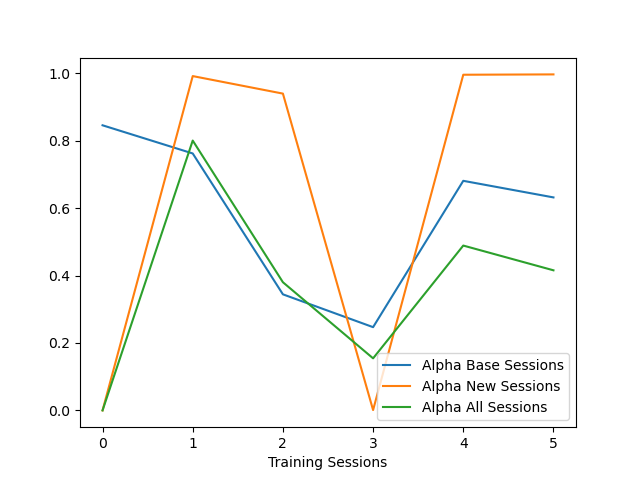 1.0
0.8
0.6
0.4
0.2
0.0
Alpha Base Sessions
Alpha New Sessions
Alpha All Sessions
0 1 2 3 4 5
Training Sessions